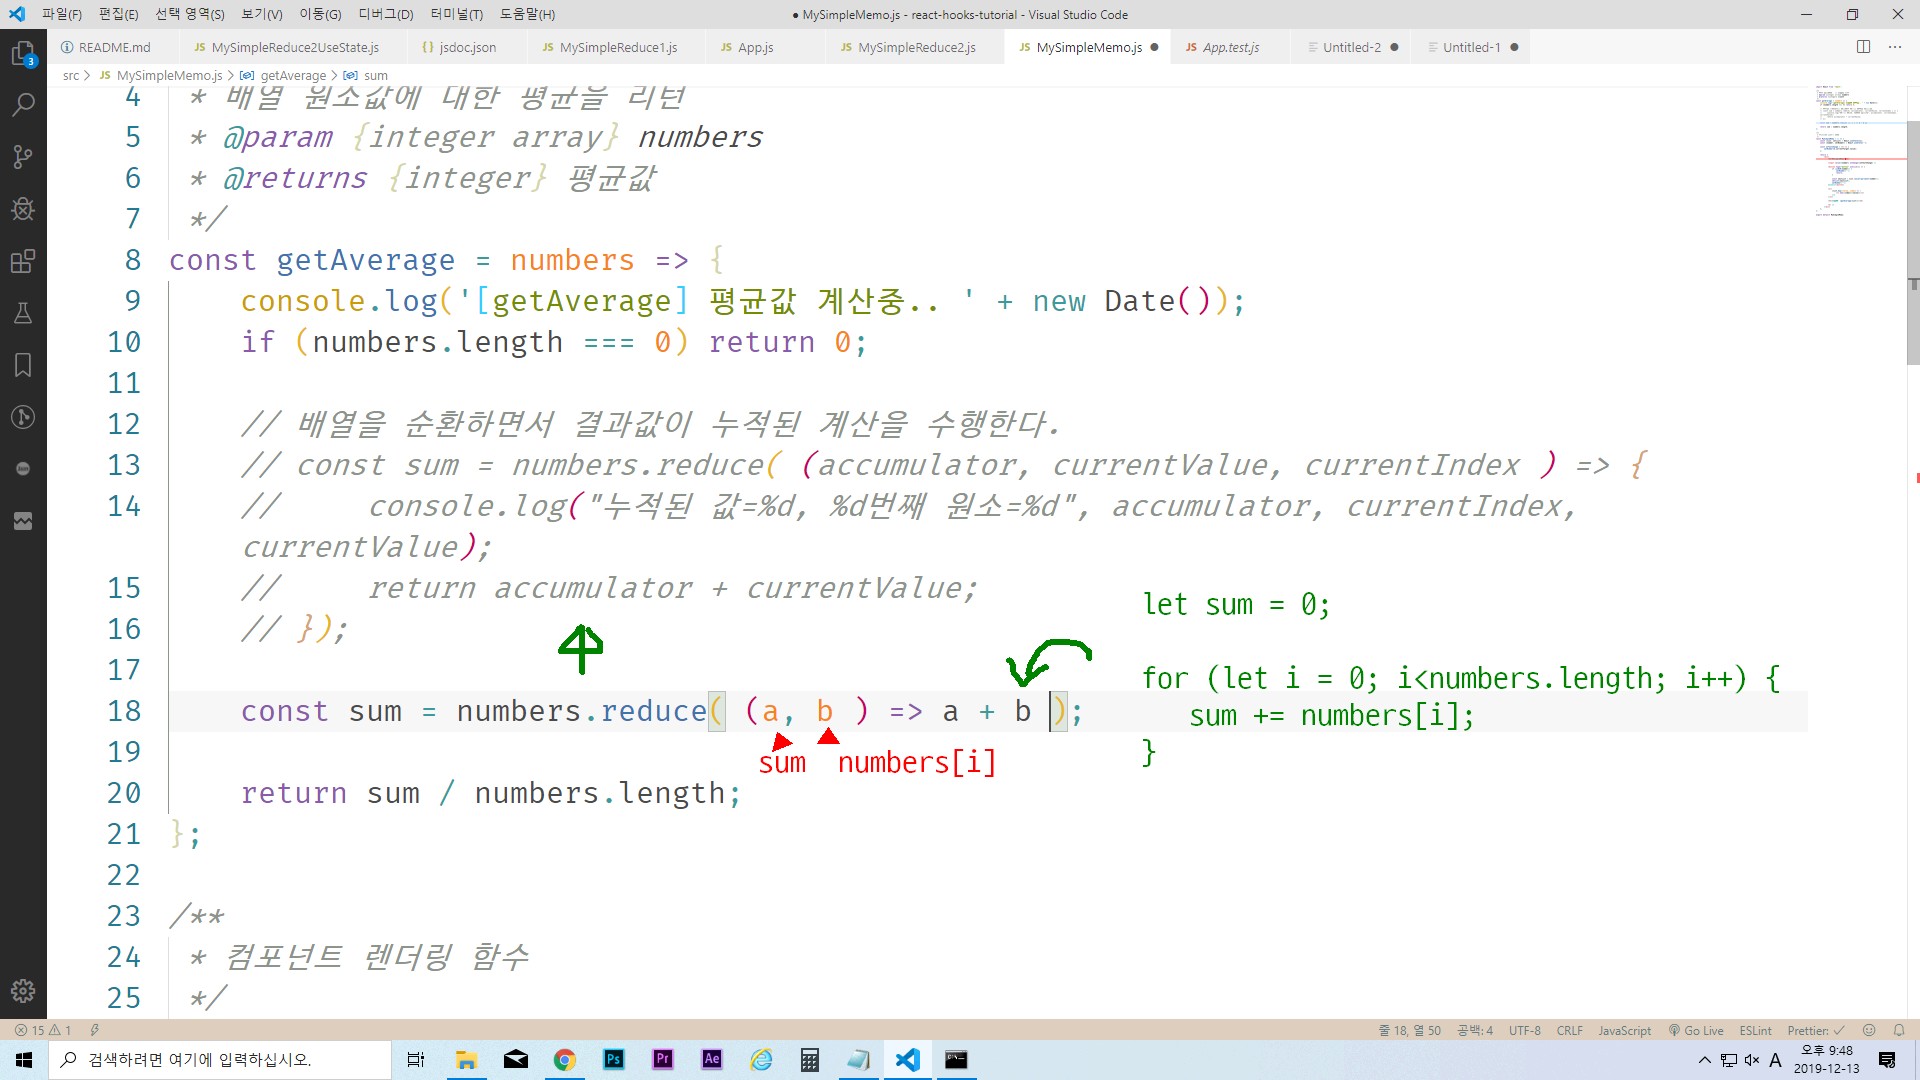 파일(F) 편집(E) 선택 영역(S) 보기(V) 이동(G) 디버그(D) 터미널(T) 도움말(H)
● MySimpleMemo.js - react-hooks-tutorial - Visual Studio Code
README.md
JS MySimpleReduce2UseState.js
{} jsdoc.json
JS MySimpleReduce1.js
JS App.js
JS MySimpleReduce2.js
JS MySimpleMemo.js ●
JS App.test.js
Untitled-2 ●
Untitled-1 ●
3
src > JS MySimpleMemo.js > getAverage > sum
4 * 배열 원소값에 대한 평균을 리턴
5 * @param {integer array} numbers
6 * @returns {integer} 평균값
7 */
8 const getAverage = numbers => {
9 console.log('[getAverage] 평균값 계산중.. ' + new Date());
10 if (numbers.length === 0) return 0;
11
12 // 배열을 순환하면서 결과값이 누적된 계산을 수행한다.
13 // const sum = numbers.reduce( (accumulator, currentValue, currentIndex ) => {
14 // console.log("누적된 값=%d, %d번째 원소=%d", accumulator, currentIndex,
currentValue);
15 // return accumulator + currentValue;
16 // });
17
18 const sum = numbers.reduce( (a, b ) => a + b );
sum numbers[i]
19
20 return sum / numbers.length;
21 };
22
23 /**
24 * 컴포넌트 렌더링 함수
25 */
let sum = 0;
for (let i = 0; i<numbers.length; i++) {
sum += numbers[i];
}
15 1
줄 18, 열 50 공백: 4 UTF-8 CRLF JavaScript Go Live ESLint Prettier: ✓
검색하려면 여기에 입력하십시오.
Ps Pr Ae
A 오후 9:48
2019-12-13